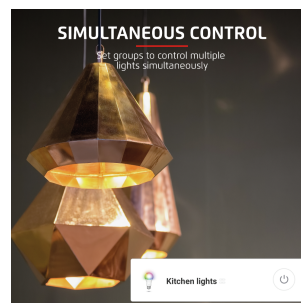 SIMULTANEOUS CONTROL
Set groups to control multiple
lights simultaneously
Kitchen lights